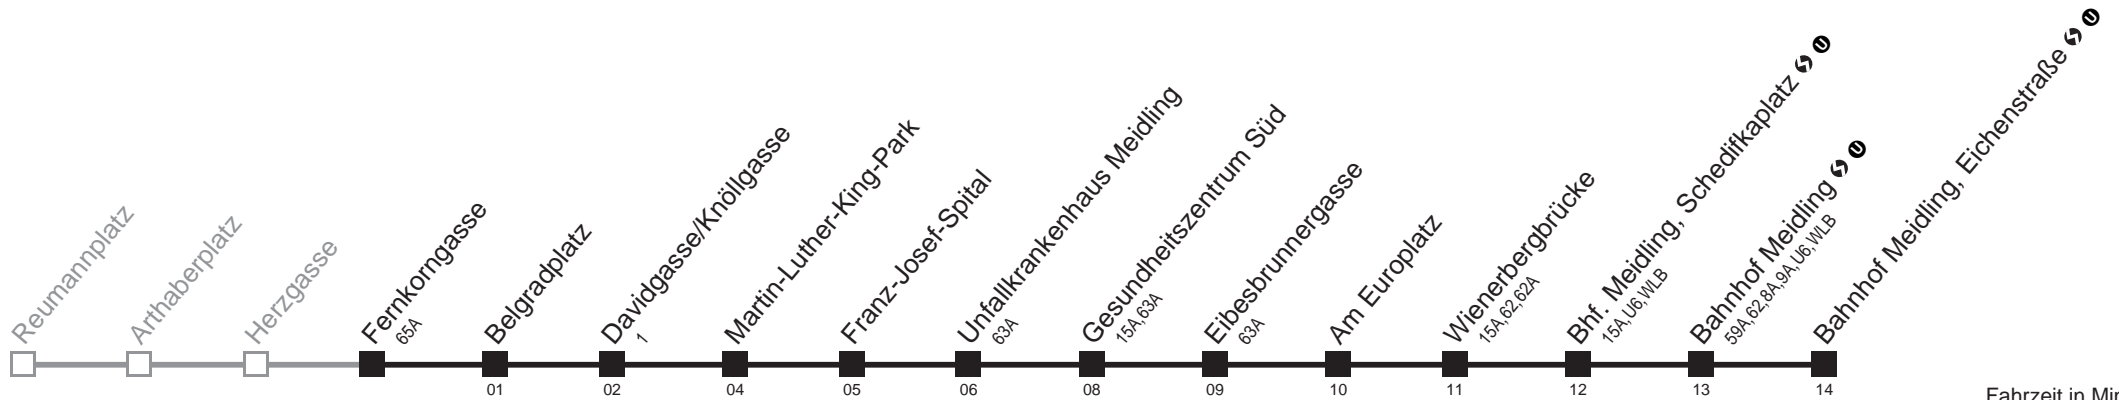 Reumannplatz
Arthaberplatz
Herzgasse
Fernkorngasse
65A
Belgradplatz
Davidgasse/Knöllgasse
1
Martin-Luther-King-Park
Franz-Josef-Spital
Unfallkrankenhaus Meidling
63A
Gesundheitszentrum Süd
15A,63A
Eibesbrunnergasse
63A
Am Europlatz
Wienerbergbrücke
15A,62,62A
Bhf. Meidling, Schedifkaplatz S U
15A,U6,WLB
Bahnhof Meidling S U
59A,62,8A,9A,U6,WLB
Bahnhof Meidling, Eichenstraße S U
01 02 04 05 06 08 09 10 11 12 13 14
Fahrzeit in